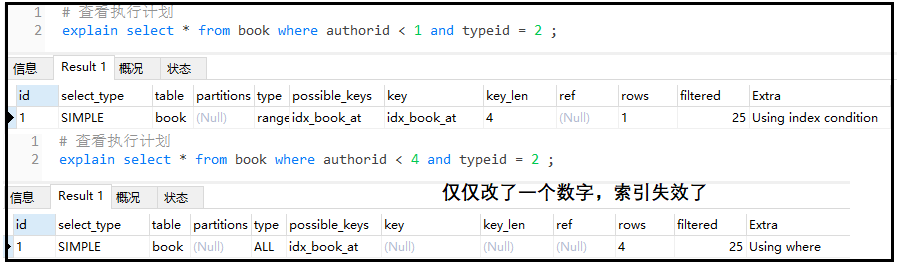 1 # 查看执行计划
2 explain select * from book where authorid < 1 and typeid = 2 ;
信息 Result 1 概况 状态
id select_type table partitions type possible_keys key key_len ref rows filtered Extra
1 SIMPLE book (Null) range idx_book_at idx_book_at 4 (Null) 1 25 Using index condition
1 # 查看执行计划
2 explain select * from book where authorid < 4 and typeid = 2 ;
仅仅改了一个数字，索引失效了
信息 Result 1 概况 状态
id select_type table partitions type possible_keys key key_len ref rows filtered Extra
1 SIMPLE book (Null) ALL idx_book_at (Null) (Null) (Null) 4 25 Using where